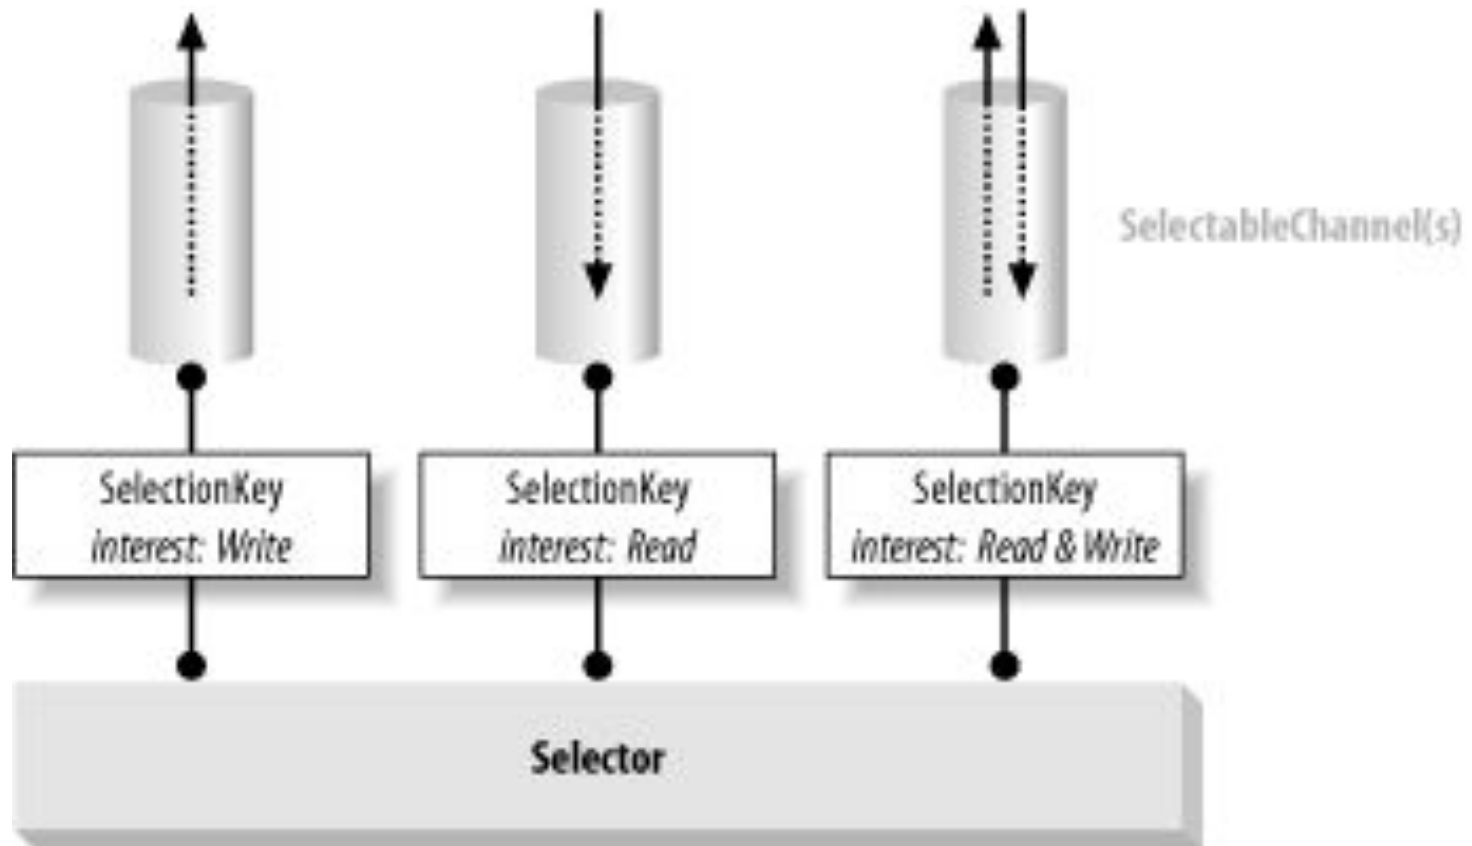 SelectableChannel(s)
SelectionKey
interest: Write
SelectionKey
interest: Read
SelectionKey
interest: Read & Write
Selector